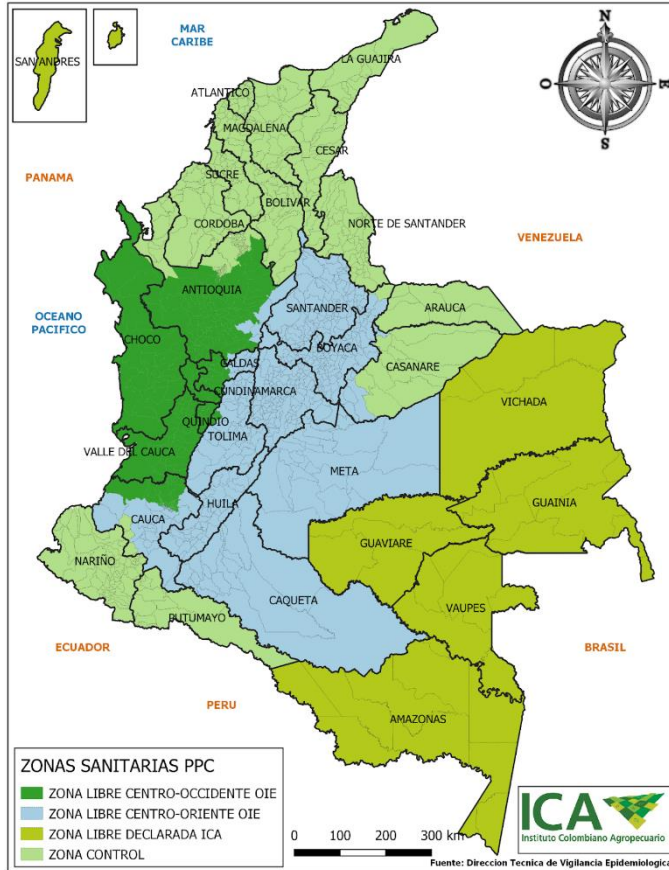 SAN ANDRES
MAR
CARIBE
N
O
E
S
LA GUAJIRA
ATLANTICO
MAGDALENA
CESAR
PANAMA
SUCRE
BOLIVAR
CORDOBA
NORTE DE SANTANDER
VENEZUELA
ANTIOQUIA
SANTANDER
ARAUCA
OCEANO
PACIFICO
CHOCO
BOYACA
CASANARE
CALDAS
CUNDINAMARCA
VICHADA
QUINDIO
TOLIMA
VALLE DEL CAUCA
META
GUAINIA
HUILA
CAUCA
GUAVIARE
NARIÑO
CAQUETA
VAUPES
PUTUMAYO
ECUADOR
BRASIL
PERU
AMAZONAS
ZONAS SANITARIAS PPC
ZONA LIBRE CENTRO-OCCIDENTE OIE
ZONA LIBRE CENTRO-ORIENTE OIE
ZONA LIBRE DECLARADA ICA
ZONA CONTROL
0 100 200 300 km
ICA
Instituto Colombiano Agropecuario
Fuente: Direccion Tecnica de Vigilancia Epidemiologica